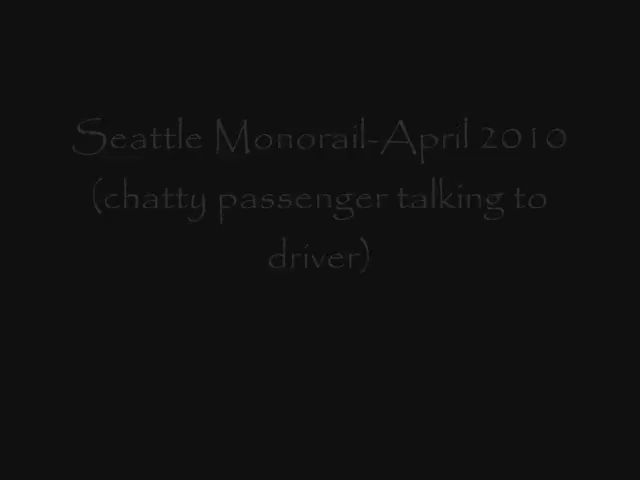 Seattle Monorail-April 2010
(chatty passenger talking to
driver)